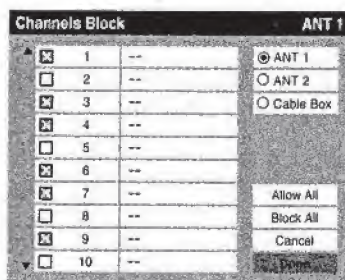 Channels Block ANT 1
1 --
2 --
3 --
4 --
5 --
6 --
7 --
8 --
9 --
10 --
ANT 1
ANT 2
Cable Box
Allow All
Block All
Cancel
Done